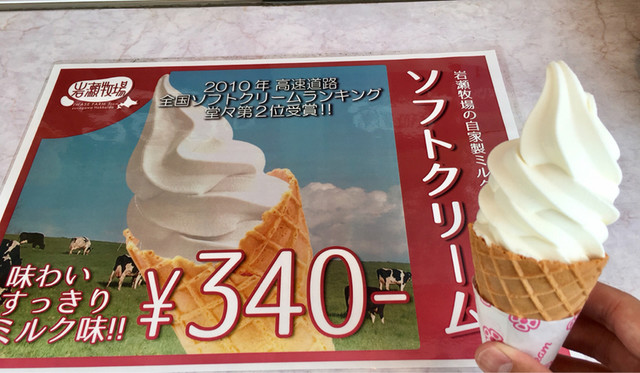 岩瀬牧場
IWASE FARM
2010年 高速道路
全国ソフトクリームランキング
堂々第2位受賞!!
岩瀬牧場の自家製ミルク
ソフトクリーム
味わい
すっきり
ミルク味!!
¥340-